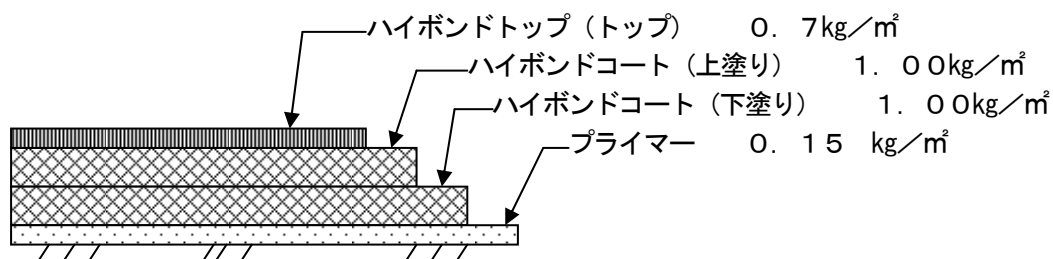 ハイボンドトップ（トップ）　０．７kg／㎡
ハイボンドコート（上塗り）　１．００kg／㎡
ハイボンドコート（下塗り）　１．００kg／㎡
プライマー　０．１５　kg／㎡